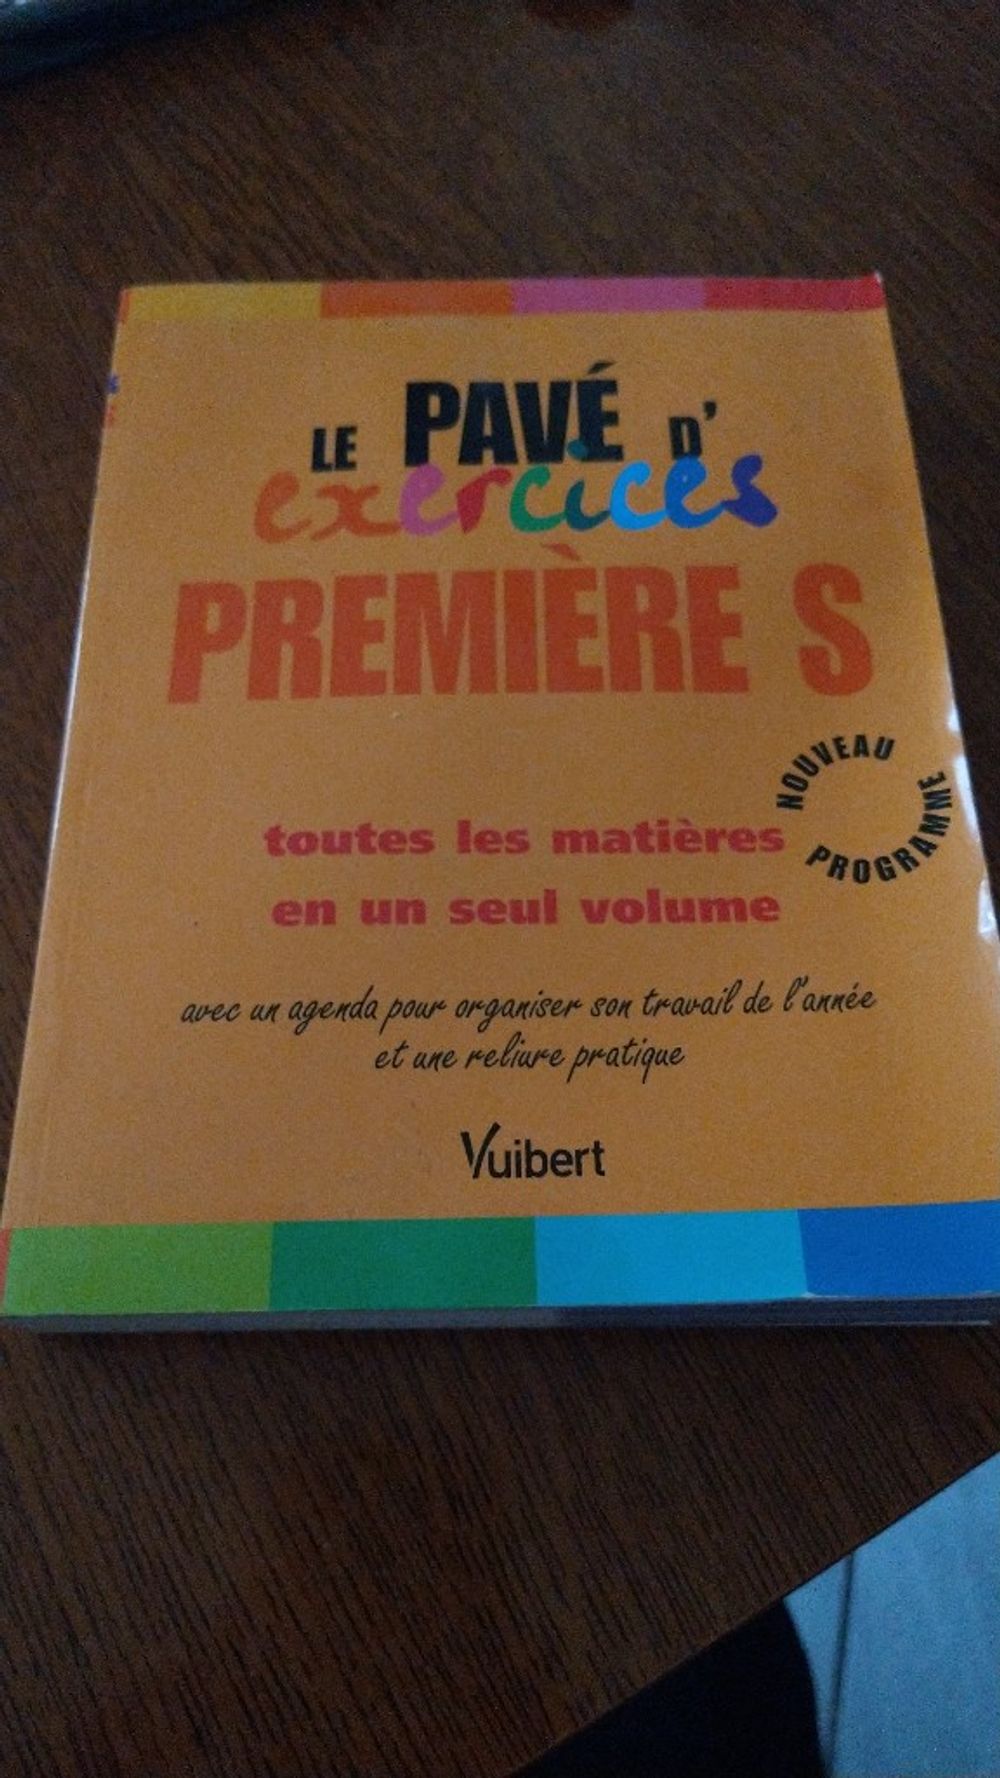 LE PAVÉ D'
exercices
PREMIÈRE S
NOUVEAU
PROGRAMME
toutes les matières
en un seul volume
avec un agenda pour organiser son travail de l'année
et une reliure pratique
Vuibert